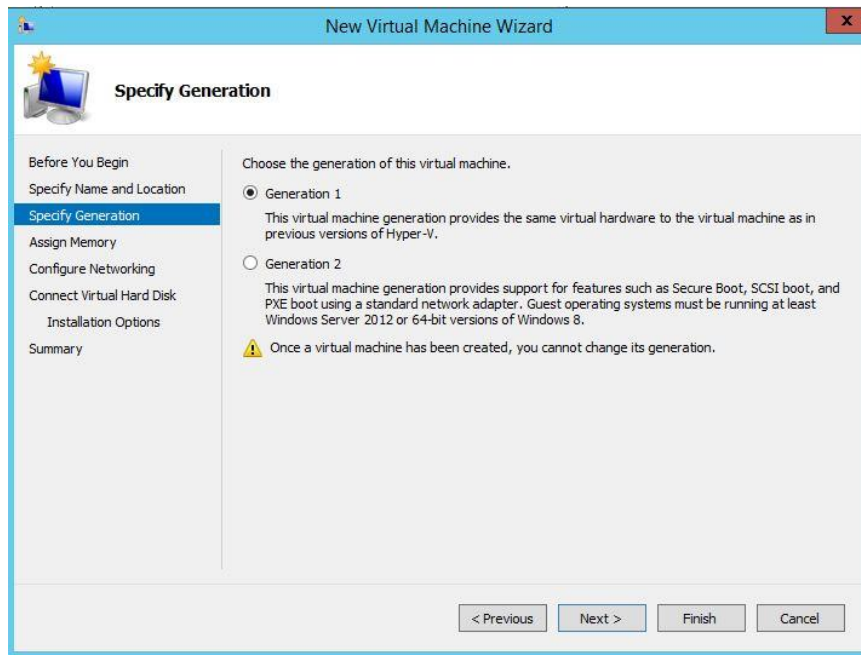 New Virtual Machine Wizard
x
Specify Generation
Before You Begin
Specify Name and Location
Specify Generation
Assign Memory
Configure Networking
Connect Virtual Hard Disk
Installation Options
Summary
Choose the generation of this virtual machine.
Generation 1
This virtual machine generation provides the same virtual hardware to the virtual machine as in
previous versions of Hyper-V.
Generation 2
This virtual machine generation provides support for features such as Secure Boot, SCSI boot, and
PXE boot using a standard network adapter. Guest operating systems must be running at least
Windows Server 2012 or 64-bit versions of Windows 8.
Once a virtual machine has been created, you cannot change its generation.
< Previous
Next >
Finish
Cancel